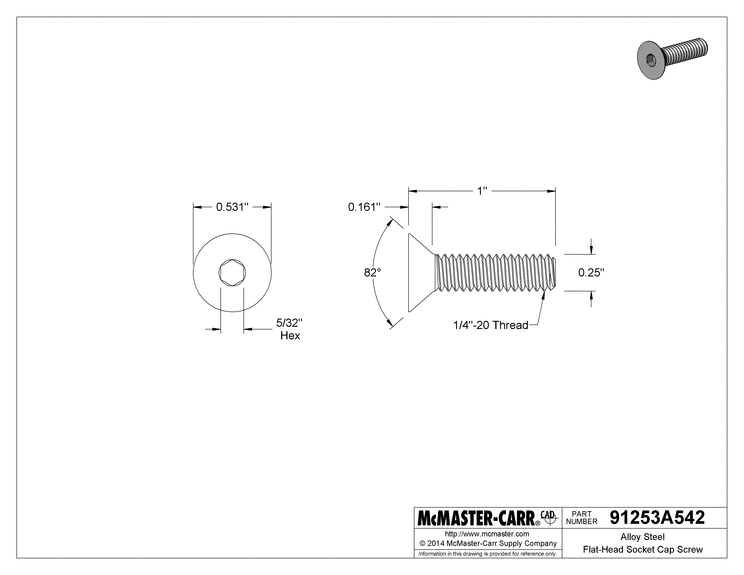 1"
0.531"
0.161"
82°
0.25"
5/32"
Hex
1/4"-20 Thread
McMASTER-CARR® CAD
http://www.mcmaster.com
© 2014 McMaster-Carr Supply Company
Information in this drawing is provided for reference only.
PART
NUMBER
91253A542
Alloy Steel
Flat-Head Socket Cap Screw